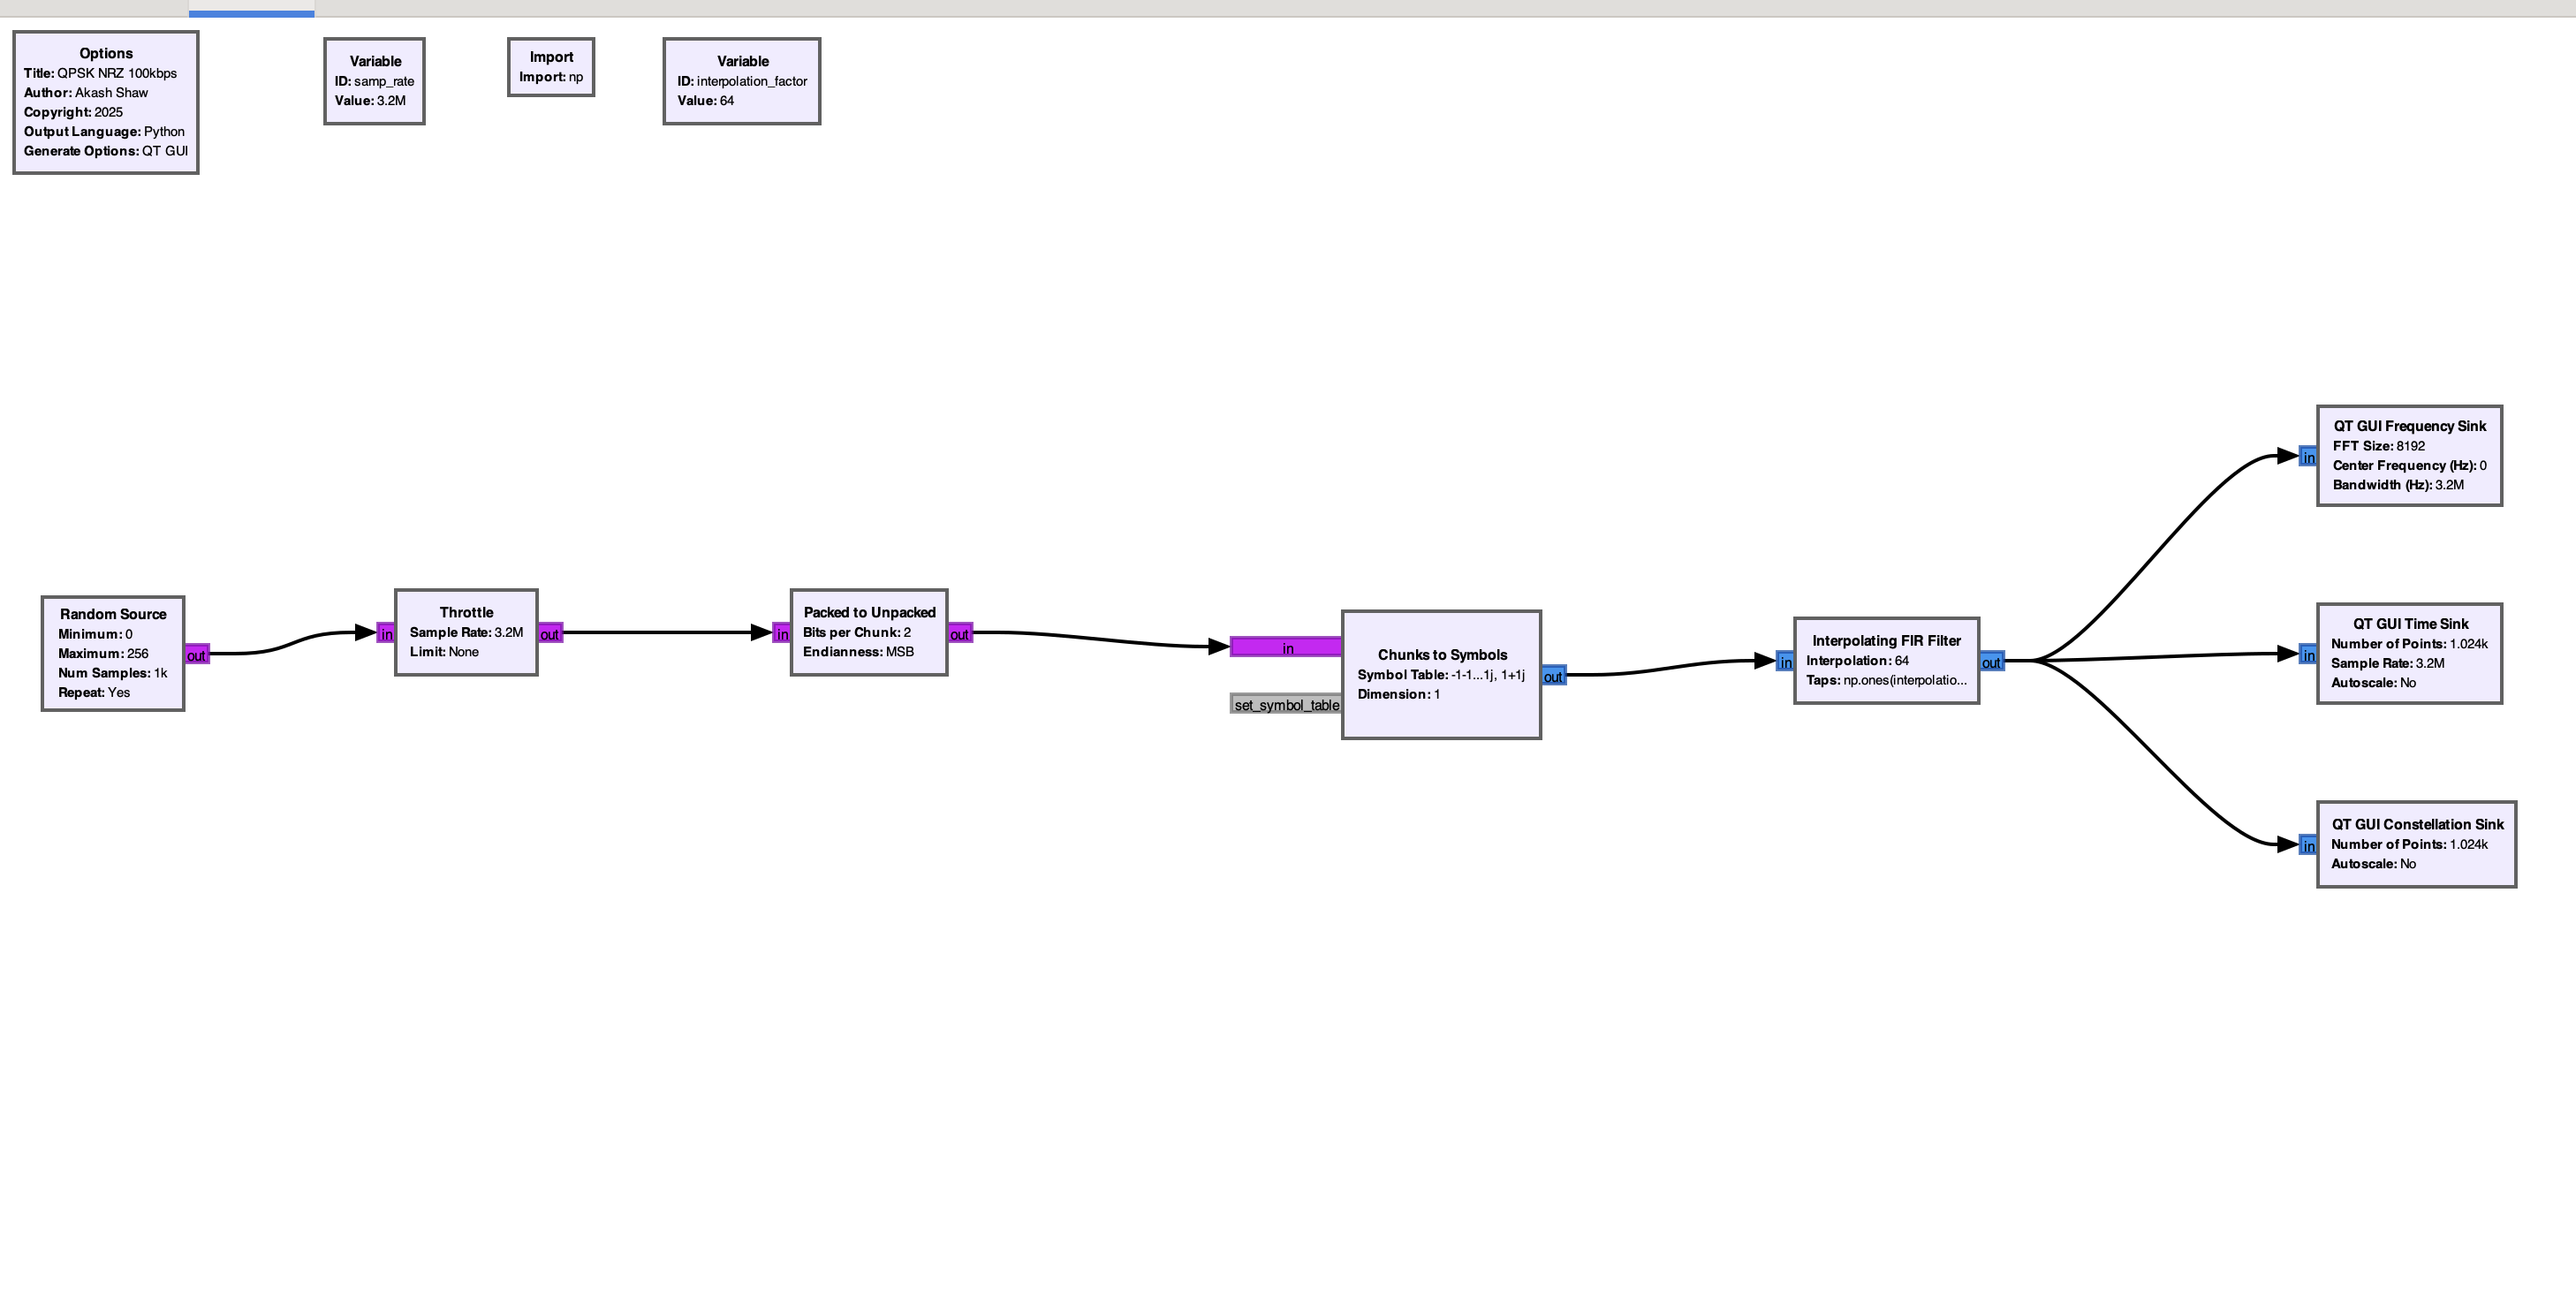 Options
Title: QPSK NRZ 100kbps
Author: Akash Shaw
Copyright: 2025
Output Language: Python
Generate Options: QT GUI
Variable
ID: samp_rate
Value: 3.2M
Import
Import: np
Variable
ID: interpolation_factor
Value: 64
Random Source
Minimum: 0
Maximum: 256
Num Samples: 1k
Repeat: Yes
out
in
Throttle
Sample Rate: 3.2M
Limit: None
out
in
Packed to Unpacked
Bits per Chunk: 2
Endianness: MSB
out
in
set_symbol_table
Chunks to Symbols
Symbol Table: -1-1...1j, 1+1j
Dimension: 1
out
in
Interpolating FIR Filter
Interpolation: 64
Taps: np.ones(interpolatio...
out
in
QT GUI Frequency Sink
FFT Size: 8192
Center Frequency (Hz): 0
Bandwidth (Hz): 3.2M
in
QT GUI Time Sink
Number of Points: 1.024k
Sample Rate: 3.2M
Autoscale: No
in
QT GUI Constellation Sink
Number of Points: 1.024k
Autoscale: No